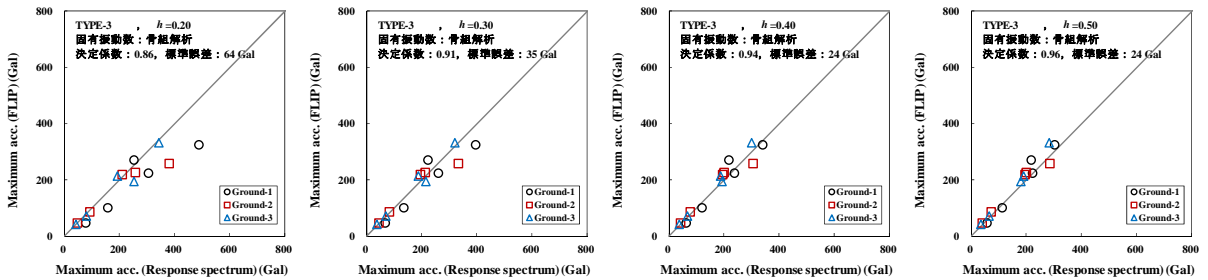 TYPE-3 , h =0.20
固有振動数：骨組解析
決定係数：0.86，標準誤差：64 Gal
Maximum acc. (FLIP) (Gal)
800
600
400
200
0
0 200 400 600 800
Maximum acc. (Response spectrum) (Gal)
Ground-1
Ground-2
Ground-3
TYPE-3 , h =0.30
固有振動数：骨組解析
決定係数：0.91，標準誤差：35 Gal
Maximum acc. (FLIP) (Gal)
800
600
400
200
0
0 200 400 600 800
Maximum acc. (Response spectrum) (Gal)
Ground-1
Ground-2
Ground-3
TYPE-3 , h =0.40
固有振動数：骨組解析
決定係数：0.94，標準誤差：24 Gal
Maximum acc. (FLIP) (Gal)
800
600
400
200
0
0 200 400 600 800
Maximum acc. (Response spectrum) (Gal)
Ground-1
Ground-2
Ground-3
TYPE-3 , h =0.50
固有振動数：骨組解析
決定係数：0.96，標準誤差：24 Gal
Maximum acc. (FLIP) (Gal)
800
600
400
200
0
0 200 400 600 800
Maximum acc. (Response spectrum) (Gal)
Ground-1
Ground-2
Ground-3